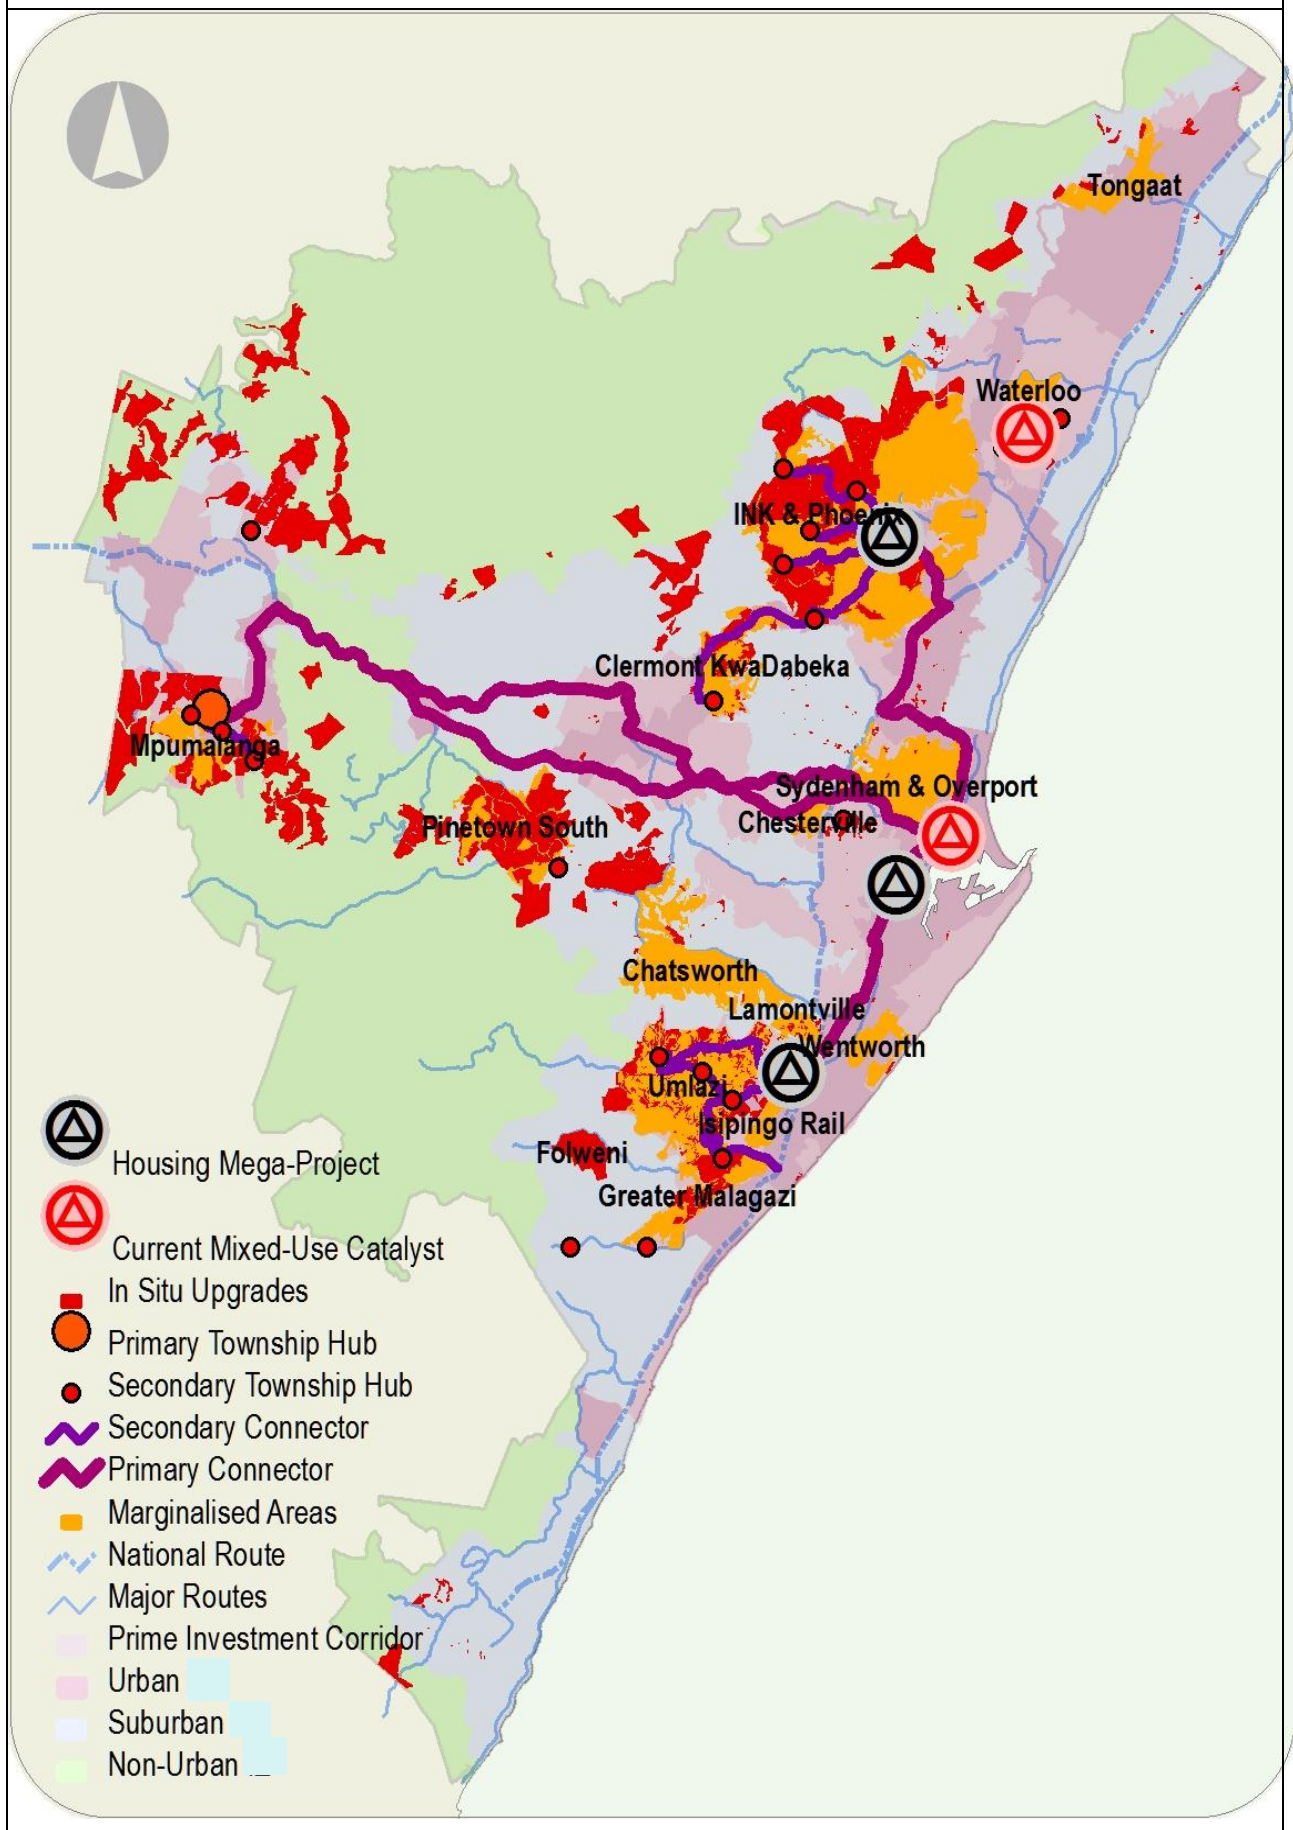 Tongaat
Waterloo
INK & Phoenix
Clermont KwaDabeka
Mpumalanga
Sydenham & Overport
Chesterville
Pinetown South
Chatsworth
Lamontville
Wentworth
Umlazi
Isipingo Rail
Folweni
Greater Malagazi
Housing Mega-Project
Current Mixed-Use Catalyst
In Situ Upgrades
Primary Township Hub
Secondary Township Hub
Secondary Connector
Primary Connector
Marginalised Areas
National Route
Major Routes
Prime Investment Corridor
Urban
Suburban
Non-Urban